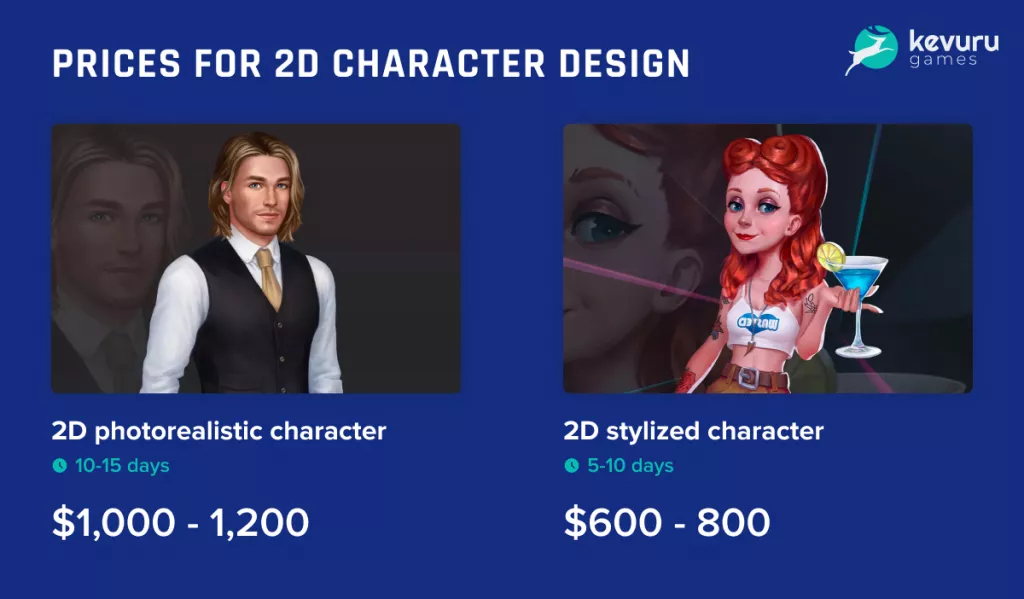 PRICES FOR 2D CHARACTER DESIGN
kevuru
games
2D photorealistic character
10-15 days
$1,000 - 1,200
2D stylized character
5-10 days
$600 - 800